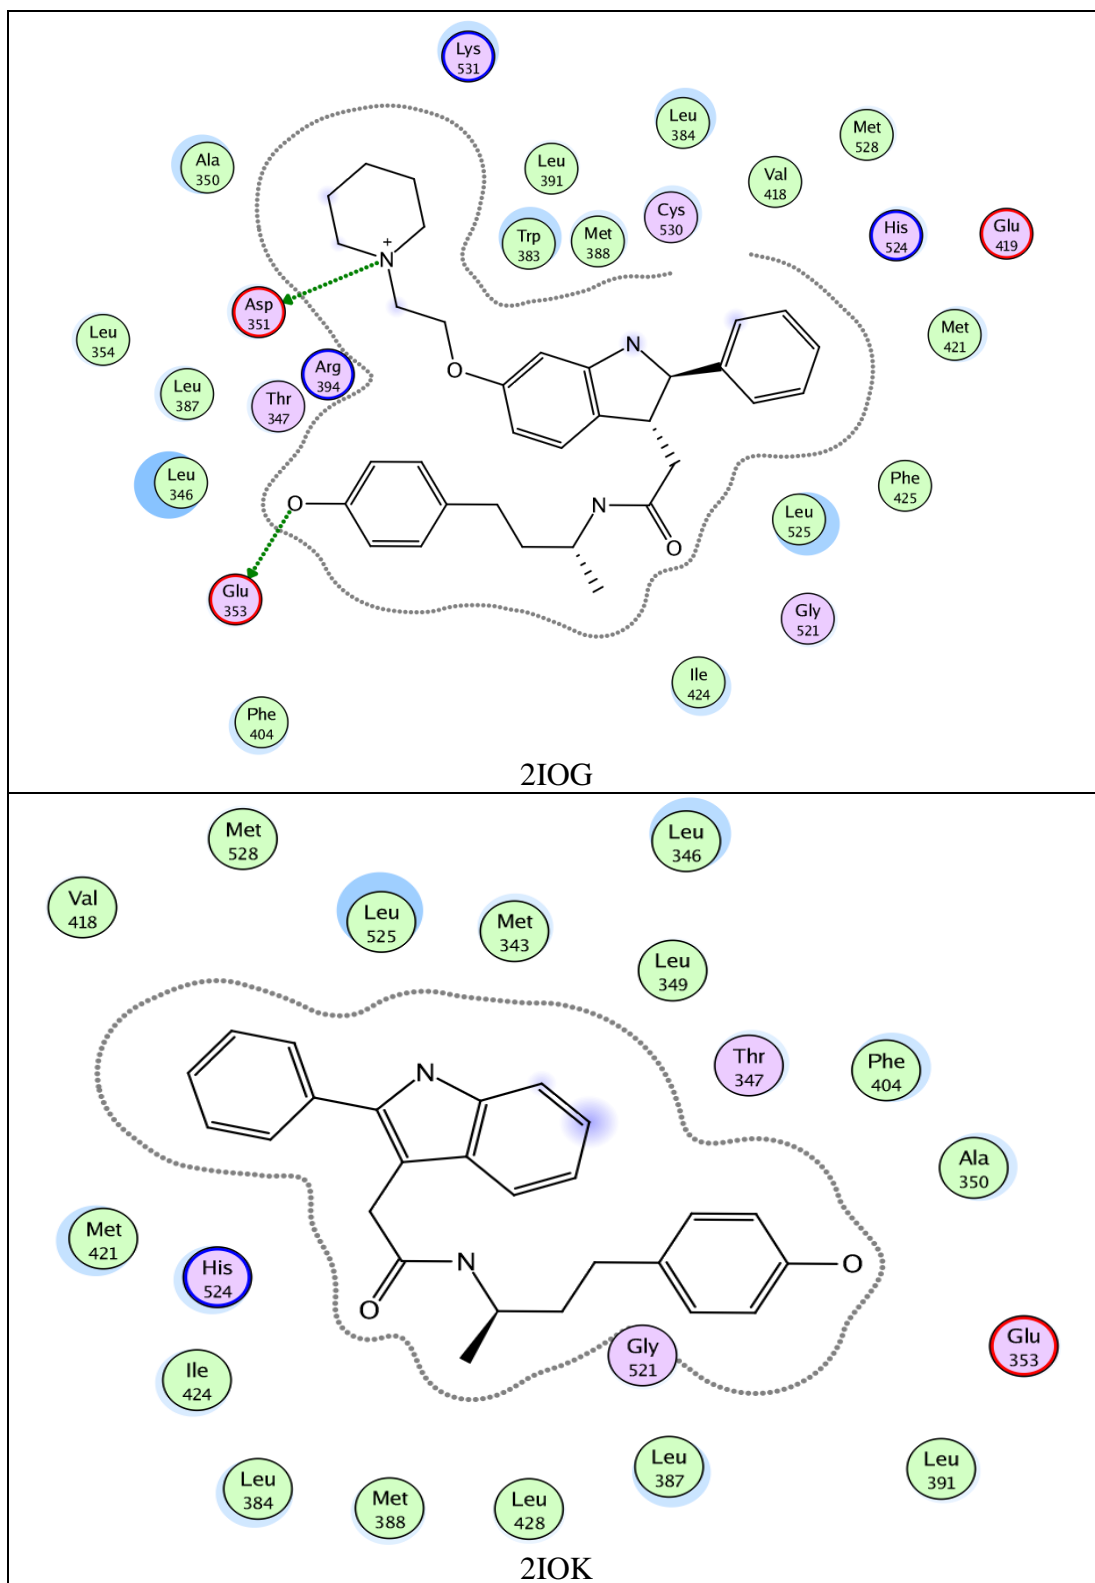 Lys
531
Leu
384
Met
528
Ala
350
Leu
391
Val
418
Cys
530
His
524
Glu
419
Trp
383
Met
388
+
N
Asp
351
Leu
354
Met
421
N
Arg
394
O
Leu
387
Thr
347
Leu
346
Phe
425
O
N
Leu
525
O
Glu
353
Gly
521
Ile
424
Phe
404
2IOG
Met
528
Leu
346
Val
418
Leu
525
Met
343
Leu
349
Thr
347
Phe
404
N
Ala
350
Met
421
His
524
N
O
O
Gly
521
Glu
353
Ile
424
Leu
384
Met
388
Leu
428
Leu
387
Leu
391
2IOK